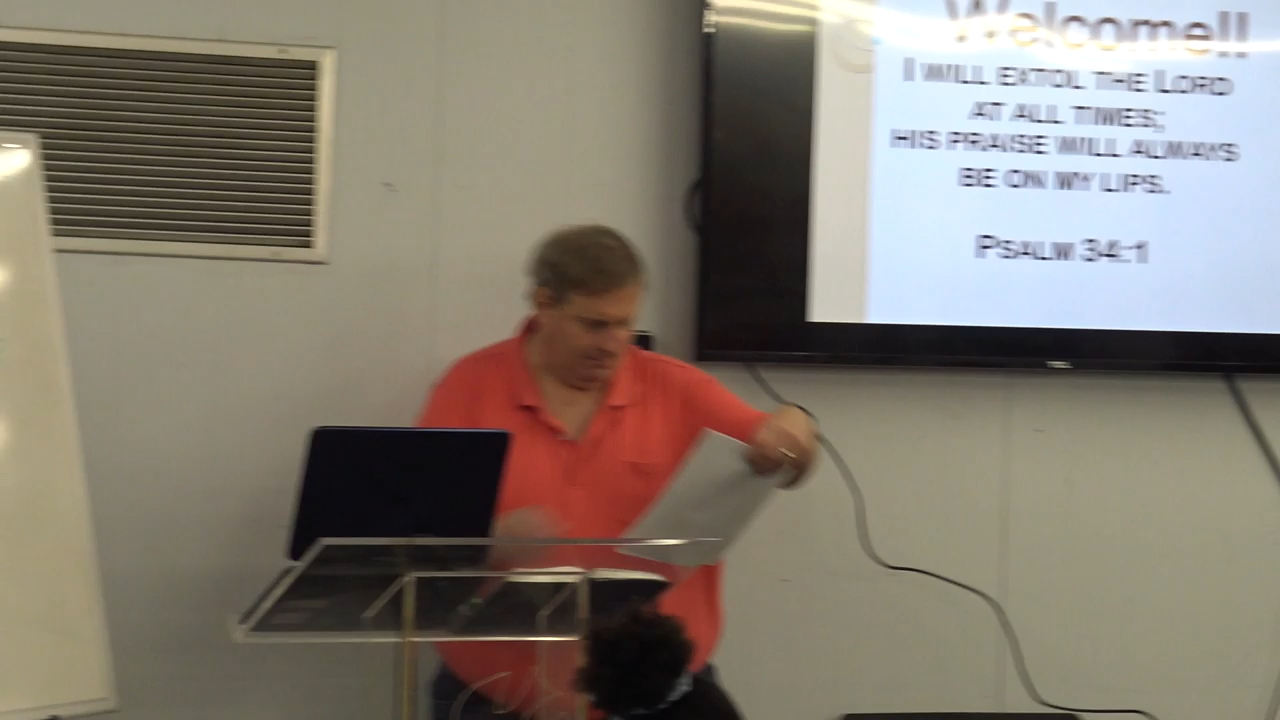 Welcome!!
I WILL EXTOL THE LORD
AT ALL TIMES;
HIS PRAISE WILL ALWAYS
BE ON MY LIPS.
PSALM 34:1